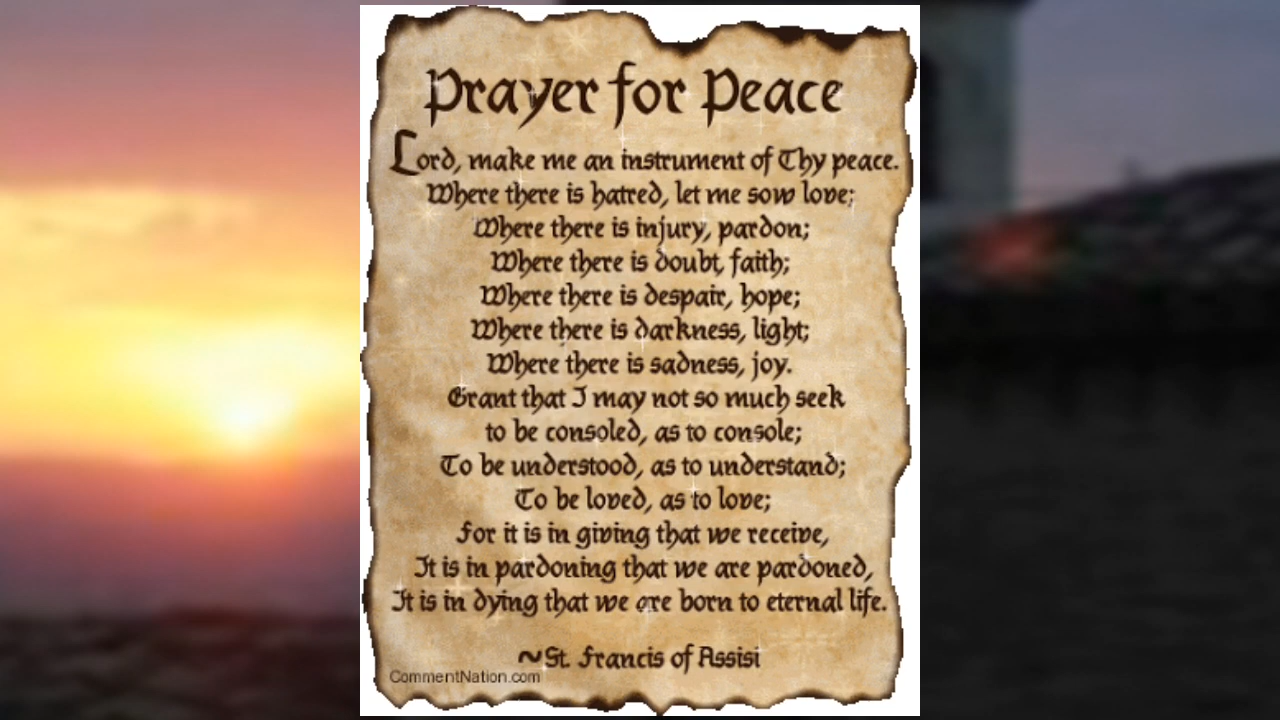 Prayer for Peace
Lord, make me an instrument of Thy peace.
Where there is hatred, let me sow love;
Where there is injury, pardon;
Where there is doubt, faith;
Where there is despair, hope;
Where there is darkness, light;
Where there is sadness, joy.
Grant that I may not so much seek
to be consoled, as to console;
To be understood, as to understand;
To be loved, as to love;
For it is in giving that we receive,
It is in pardoning that we are pardoned,
It is in dying that we are born to eternal life.
~St. Francis of Assisi
CommentNation.com